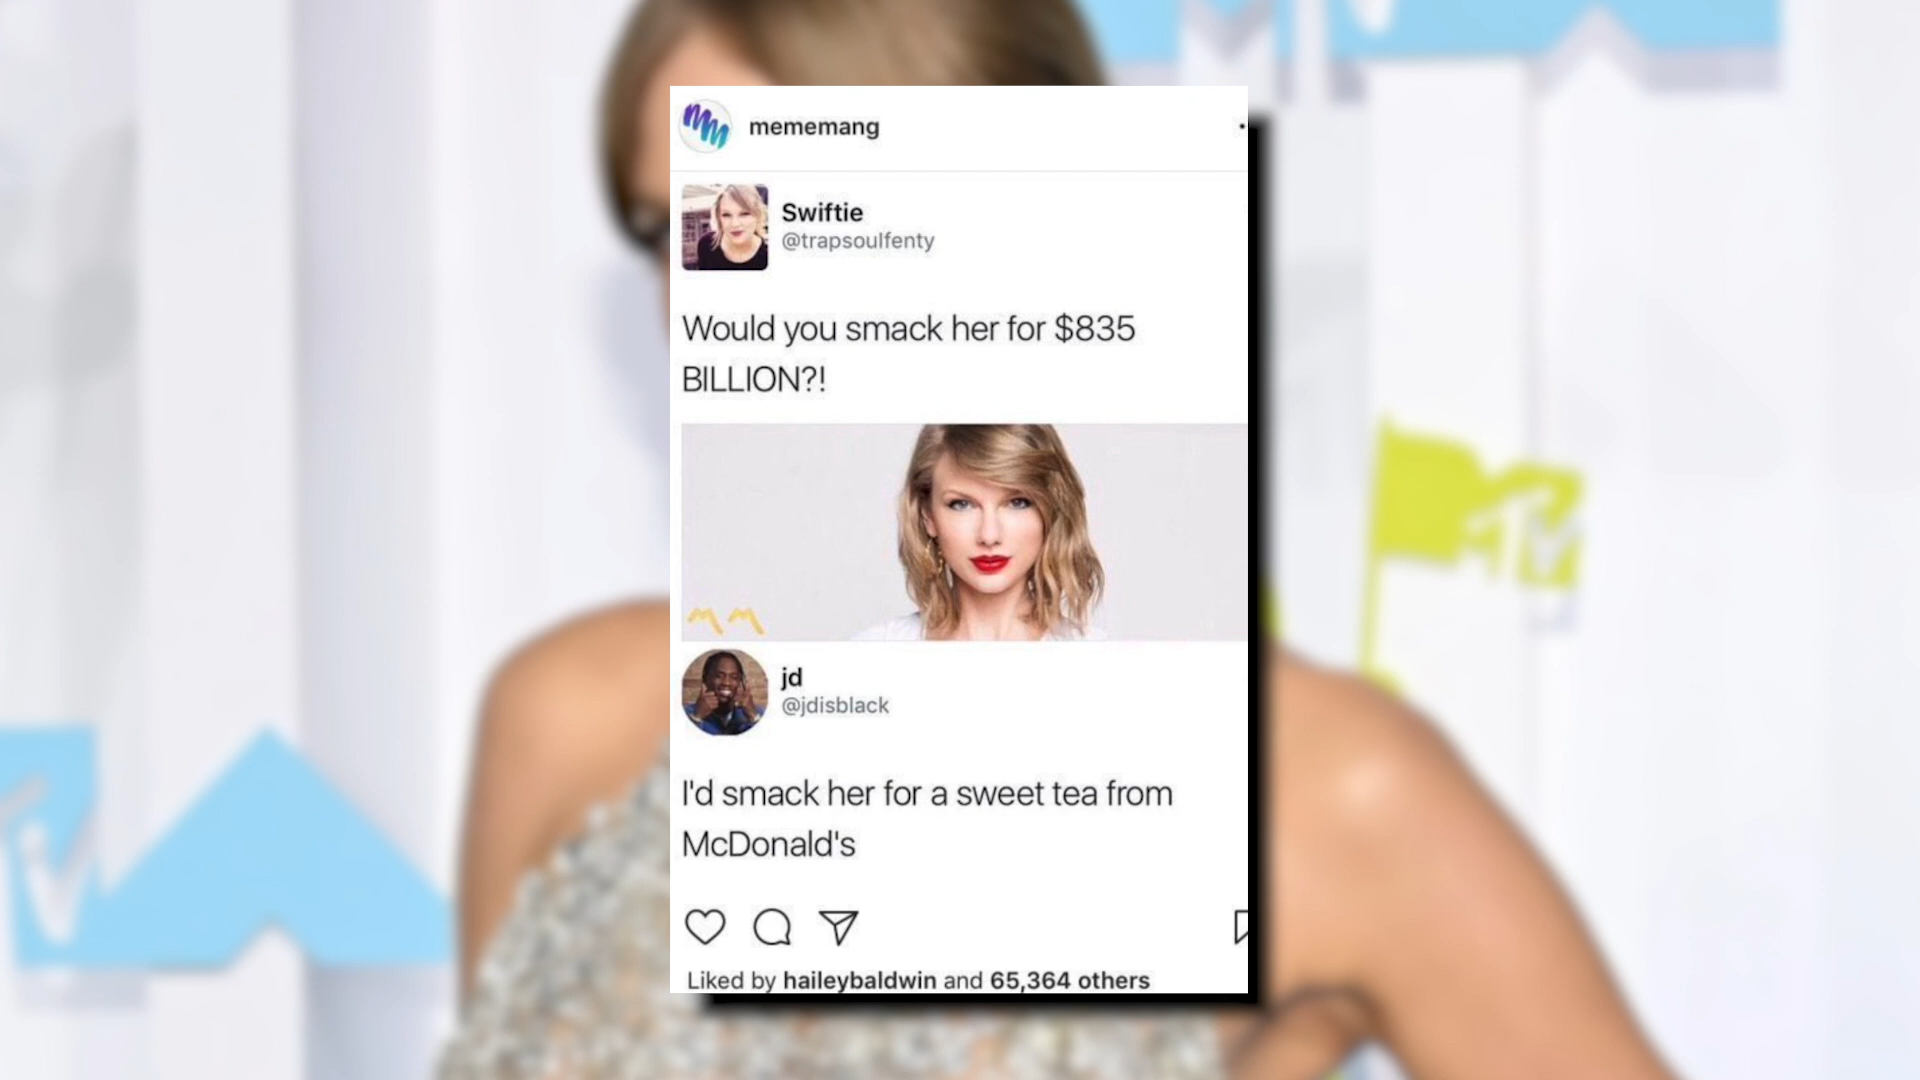 mememang
Swiftie
@trapsoulfenty
Would you smack her for $835
BILLION?!
jd
@jdisblack
I'd smack her for a sweet tea from
McDonald's
Liked by haileybaldwin and 65,364 others